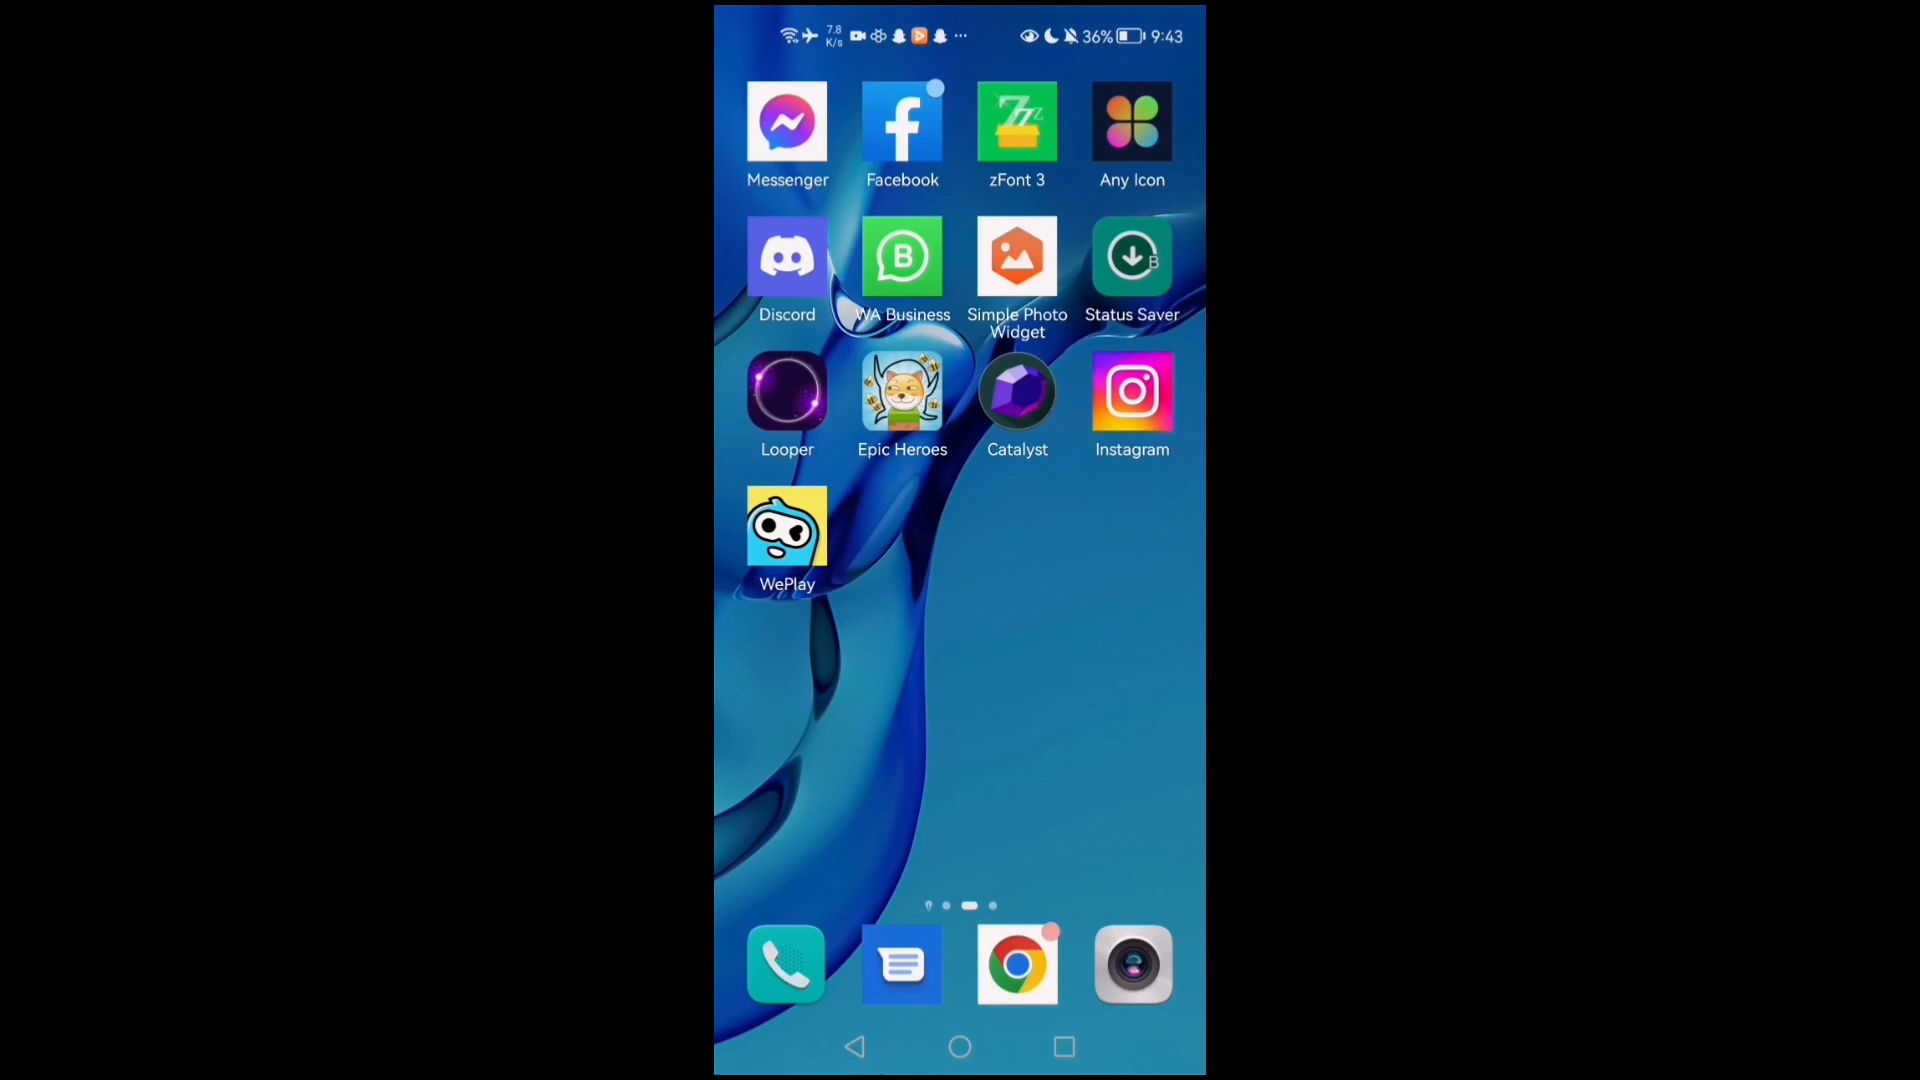 7.8 K/s 36% 9:43
Messenger Facebook zFont 3 Any Icon
Discord WA Business Simple Photo Widget Status Saver
B B
Looper Epic Heroes Catalyst Instagram
WePlay